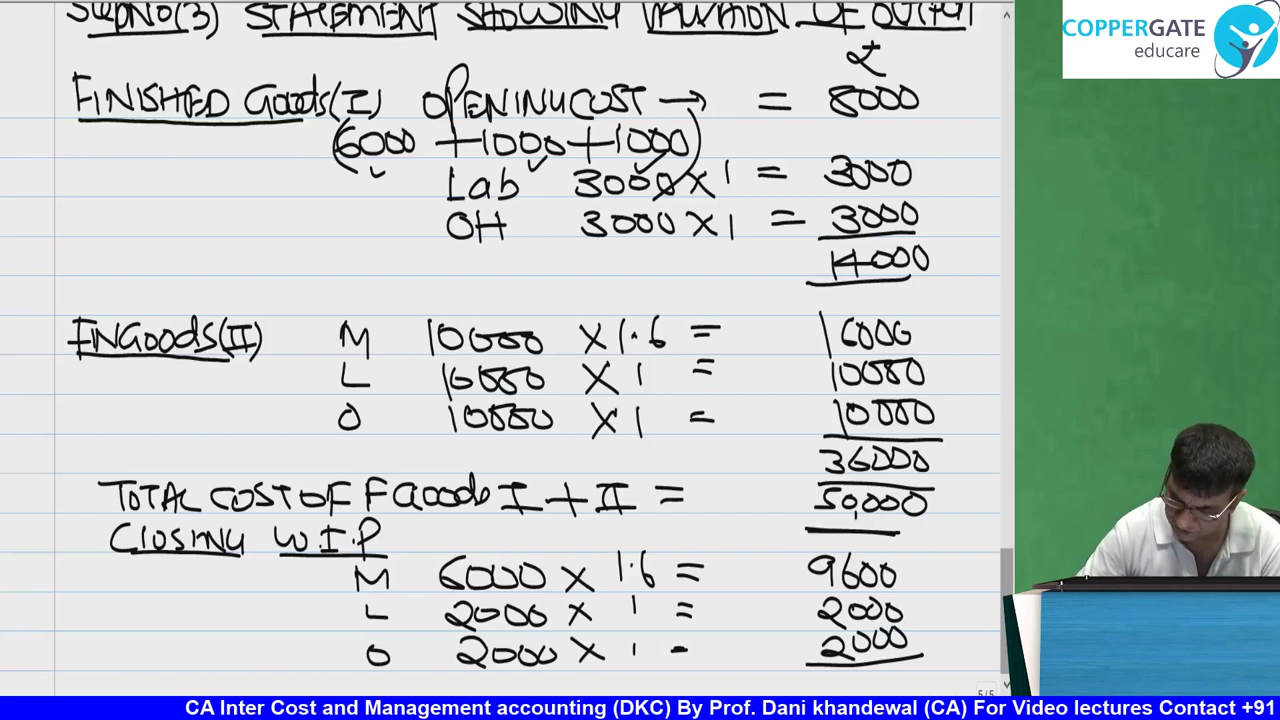 STEP NO(3) STATEMENT SHOWING VALUATION OF OUTPUT
COPPERGATE
educare
₹
FINISHED Goods(I) OPENING COST → = 8000
(6000 + 1000 + 1000)
Lab 3000 X 1 = 3000
OH 3000 X 1 = 3000
14000
FINGoods(II) M 10000 X 1.6 = 16000
L 10000 X 1 = 10000
O 10000 X 1 = 10000
36000
TOTAL COST OF F Goods I + II = 50,000
CLOSING W.I.P
M 6000 X 1.6 = 9600
L 2000 X 1 = 2000
O 2000 X 1 - 2000
5/5
CA Inter Cost and Management accounting (DKC) By Prof. Dani khandewal (CA) For Video lectures Contact +91